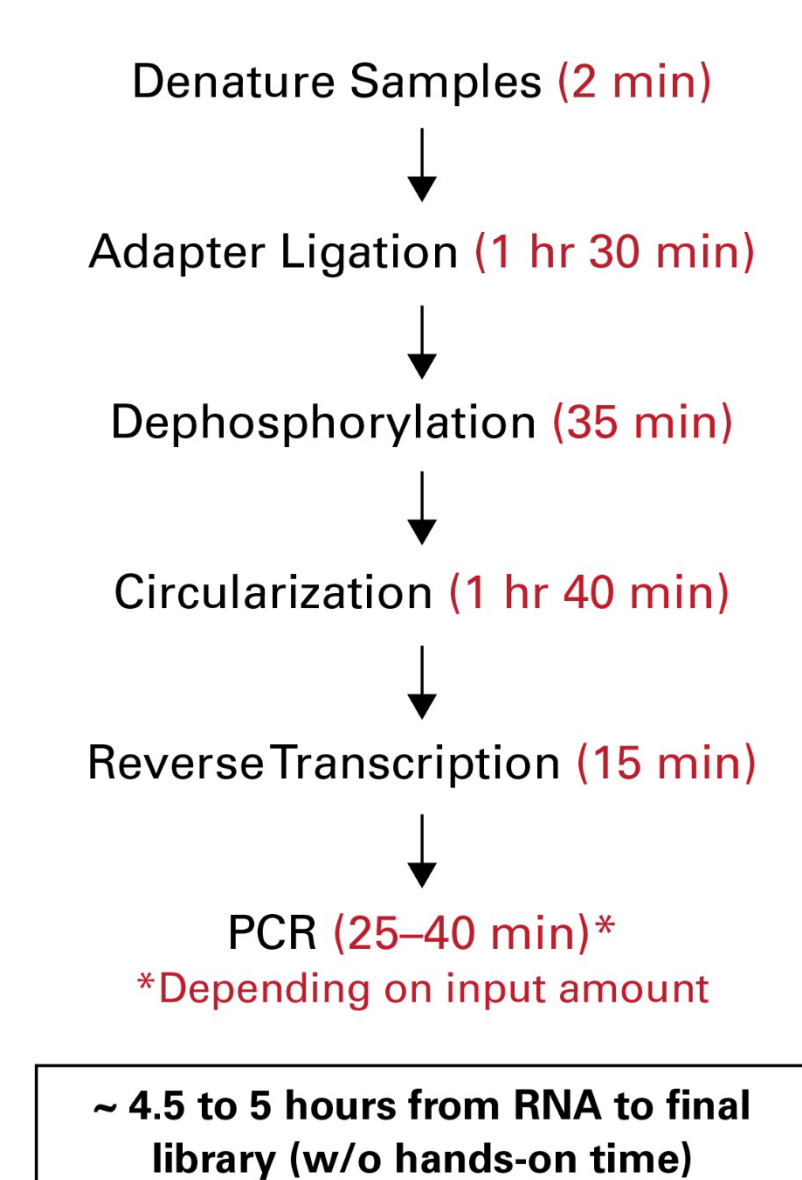 Denature Samples (2 min)
Adapter Ligation (1 hr 30 min)
Dephosphorylation (35 min)
Circularization (1 hr 40 min)
Reverse Transcription (15 min)
PCR (25–40 min)*
*Depending on input amount
~ 4.5 to 5 hours from RNA to final
library (w/o hands-on time)